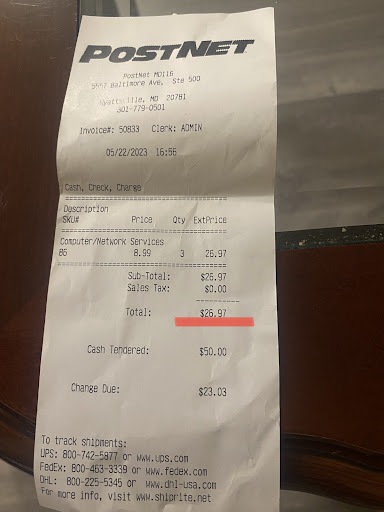 POSTNET
PostNet MD116
5557 Baltimore Ave, Ste 500
Hyattsville, MD 20781
301-779-0501
Invoice#: 50833 Clerk: ADMIN
05/22/2023 16:56
Cash, Check, Charge
Description
SKU# Price Qty ExtPrice
Computer/Network Services
86 8.99 3 26.97
Sub-Total: $26.97
Sales Tax: $0.00
Total: $26.97
Cash Tendered: $50.00
Change Due: $23.03
To track shipments:
UPS: 800-742-5877 or www.ups.com
FedEx: 800-463-3339 or www.fedex.com
DHL: 800-225-5345 or www.dhl-usa.com
For more info, visit www.shiprite.net